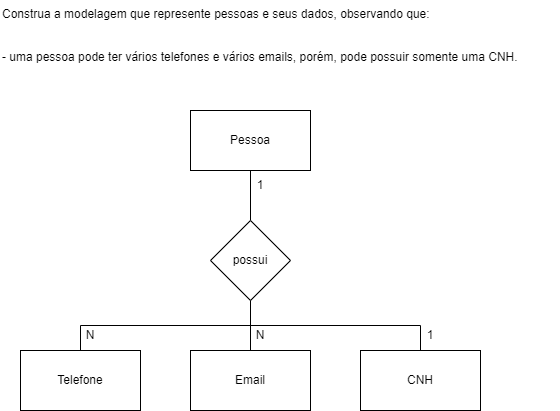 Construa a modelagem que represente pessoas e seus dados, observando que:
- uma pessoa pode ter vários telefones e vários emails, porém, pode possuir somente uma CNH.
Pessoa
1
possui
N
N
1
Telefone
Email
CNH